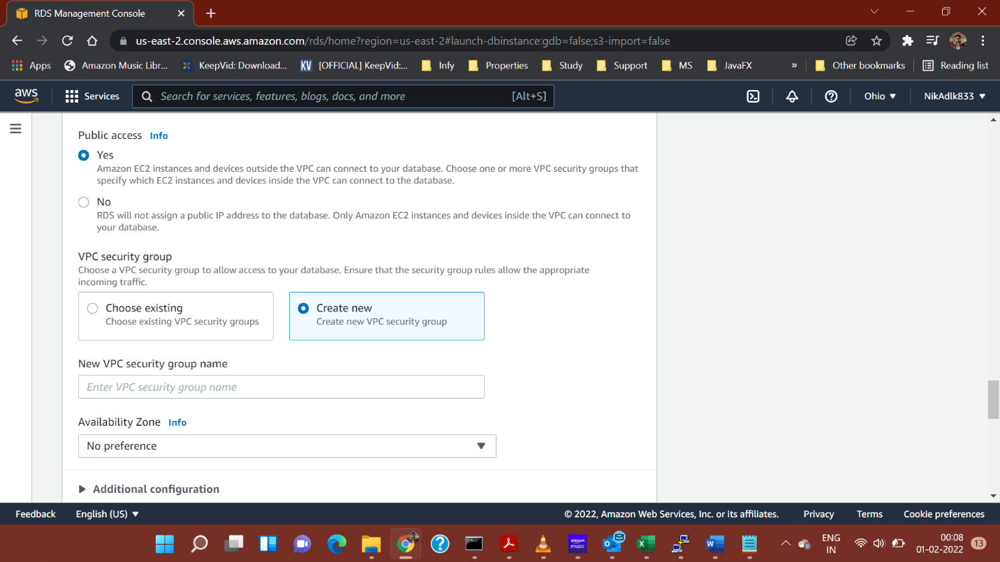 RDS Management Console
us-east-2.console.aws.amazon.com/rds/home?region=us-east-2#launch-dbinstance:gdb=false;s3-import=false
Apps Amazon Music Libr... KeepVid: Download... KV [OFFICIAL] KeepVid:... Infy Properties Study Support MS JavaFX » Other bookmarks Reading list
aws Services Search for services, features, blogs, docs, and more [Alt+S] Ohio ▼ NikAdlk833 ▼
Public access Info
Yes
Amazon EC2 instances and devices outside the VPC can connect to your database. Choose one or more VPC security groups that
specify which EC2 instances and devices inside the VPC can connect to the database.
No
RDS will not assign a public IP address to the database. Only Amazon EC2 instances and devices inside the VPC can connect to
your database.
VPC security group
Choose a VPC security group to allow access to your database. Ensure that the security group rules allow the appropriate
incoming traffic.
Choose existing
Choose existing VPC security groups
Create new
Create new VPC security group
New VPC security group name
Enter VPC security group name
Availability Zone Info
No preference
Additional configuration
Feedback English (US) ▼ © 2022, Amazon Web Services, Inc. or its affiliates. Privacy Terms Cookie preferences
amazon music
ENG
IN
00:08
01-02-2022
13